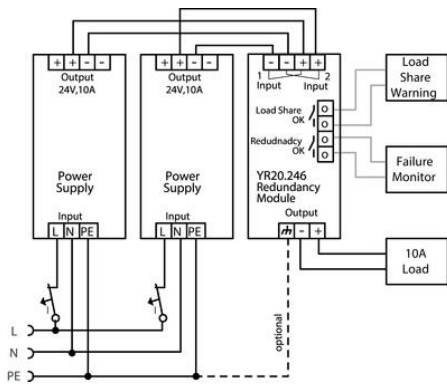 + + - -
+ + - -
- - + +
Output
24V,10A
Output
24V,10A
1 2
Input Input
Load Share
OK
Redudnadcy
OK
Load
Share
Warning
Failure
Monitor
Power
Supply
Power
Supply
YR20.246
Redundancy
Module
Input
L N PE
Input
L N PE
Output
- +
10A
Load
I
I
optional
L
N
PE